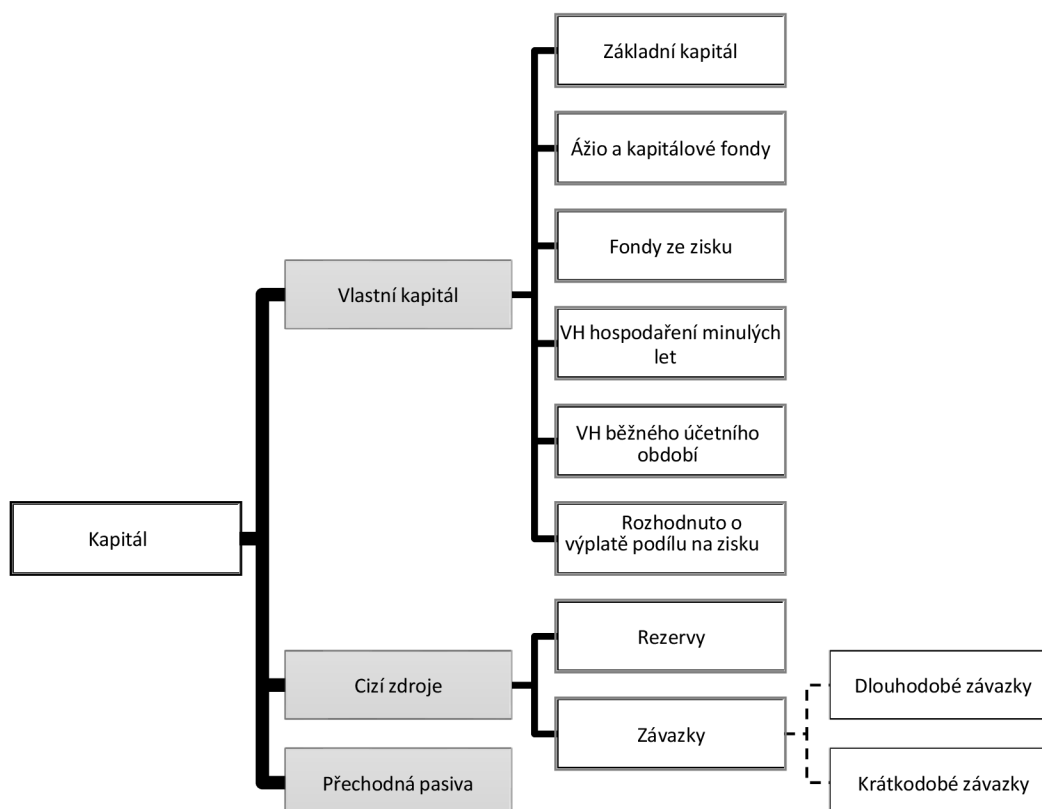 Základní kapitál
Ážio a kapitálové fondy
Fondy ze zisku
Vlastní kapitál
VH hospodaření minulých
let
VH běžného účetního
období
Rozhodnuto o
výplatě podílu na zisku
Kapitál
Rezervy
Cizí zdroje
Dlouhodobé závazky
Závazky
Přechodná pasiva
Krátkodobé závazky